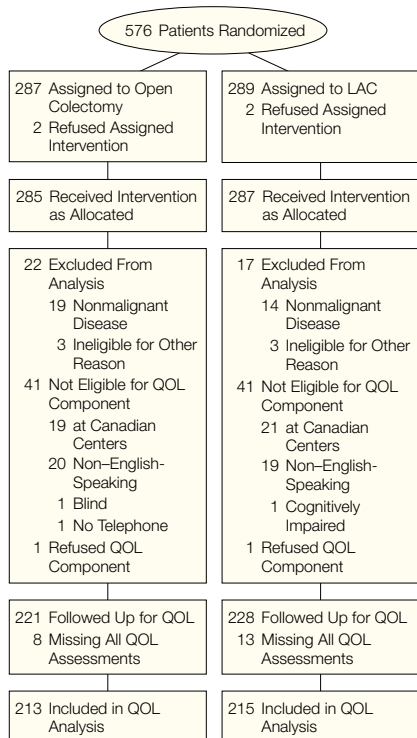 576 Patients Randomized
287 Assigned to Open
Colectomy
2 Refused Assigned
Intervention
289 Assigned to LAC
2 Refused Assigned
Intervention
285 Received Intervention
as Allocated
287 Received Intervention
as Allocated
22 Excluded From
Analysis
19 Nonmalignant
Disease
3 Ineligible for Other
Reason
41 Not Eligible for QOL
Component
19 at Canadian
Centers
20 Non–English-
Speaking
1 Blind
1 No Telephone
1 Refused QOL
Component
17 Excluded From
Analysis
14 Nonmalignant
Disease
3 Ineligible for Other
Reason
41 Not Eligible for QOL
Component
21 at Canadian
Centers
19 Non–English-
Speaking
1 Cognitively
Impaired
1 Refused QOL
Component
221 Followed Up for QOL
8 Missing All QOL
Assessments
228 Followed Up for QOL
13 Missing All QOL
Assessments
213 Included in QOL
Analysis
215 Included in QOL
Analysis